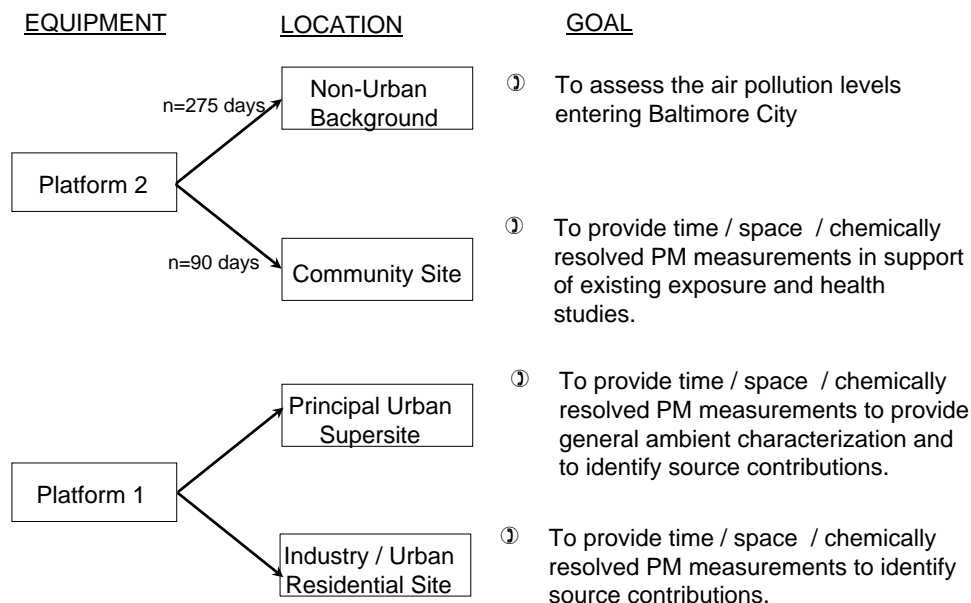 EQUIPMENT LOCATION GOAL
Non-Urban
Background
n=275 days
To assess the air pollution levels
entering Baltimore City
Platform 2
n=90 days
Community Site
To provide time / space / chemically
resolved PM measurements in support
of existing exposure and health
studies.
Principal Urban
Supersite
To provide time / space / chemically
resolved PM measurements to provide
general ambient characterization and
to identify source contributions.
Platform 1
Industry / Urban
Residential Site
To provide time / space / chemically
resolved PM measurements to identify
source contributions.